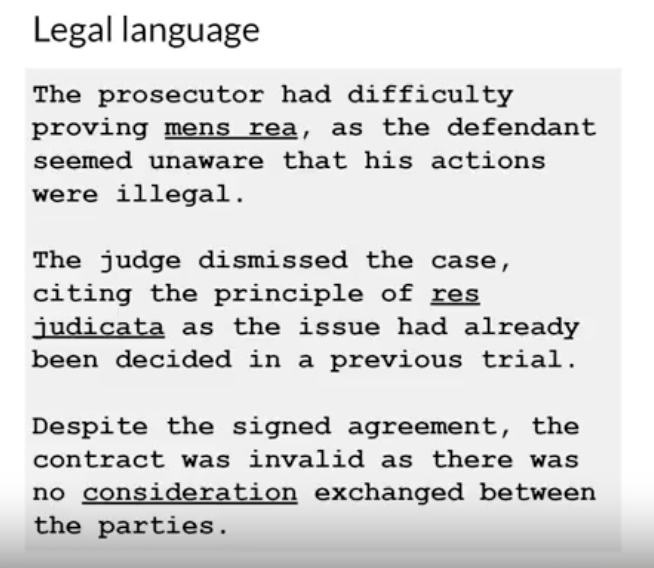 Legal language
The prosecutor had difficulty
proving mens rea, as the defendant
seemed unaware that his actions
were illegal.
The judge dismissed the case,
citing the principle of res
judicata as the issue had already
been decided in a previous trial.
Despite the signed agreement, the
contract was invalid as there was
no consideration exchanged between
the parties.